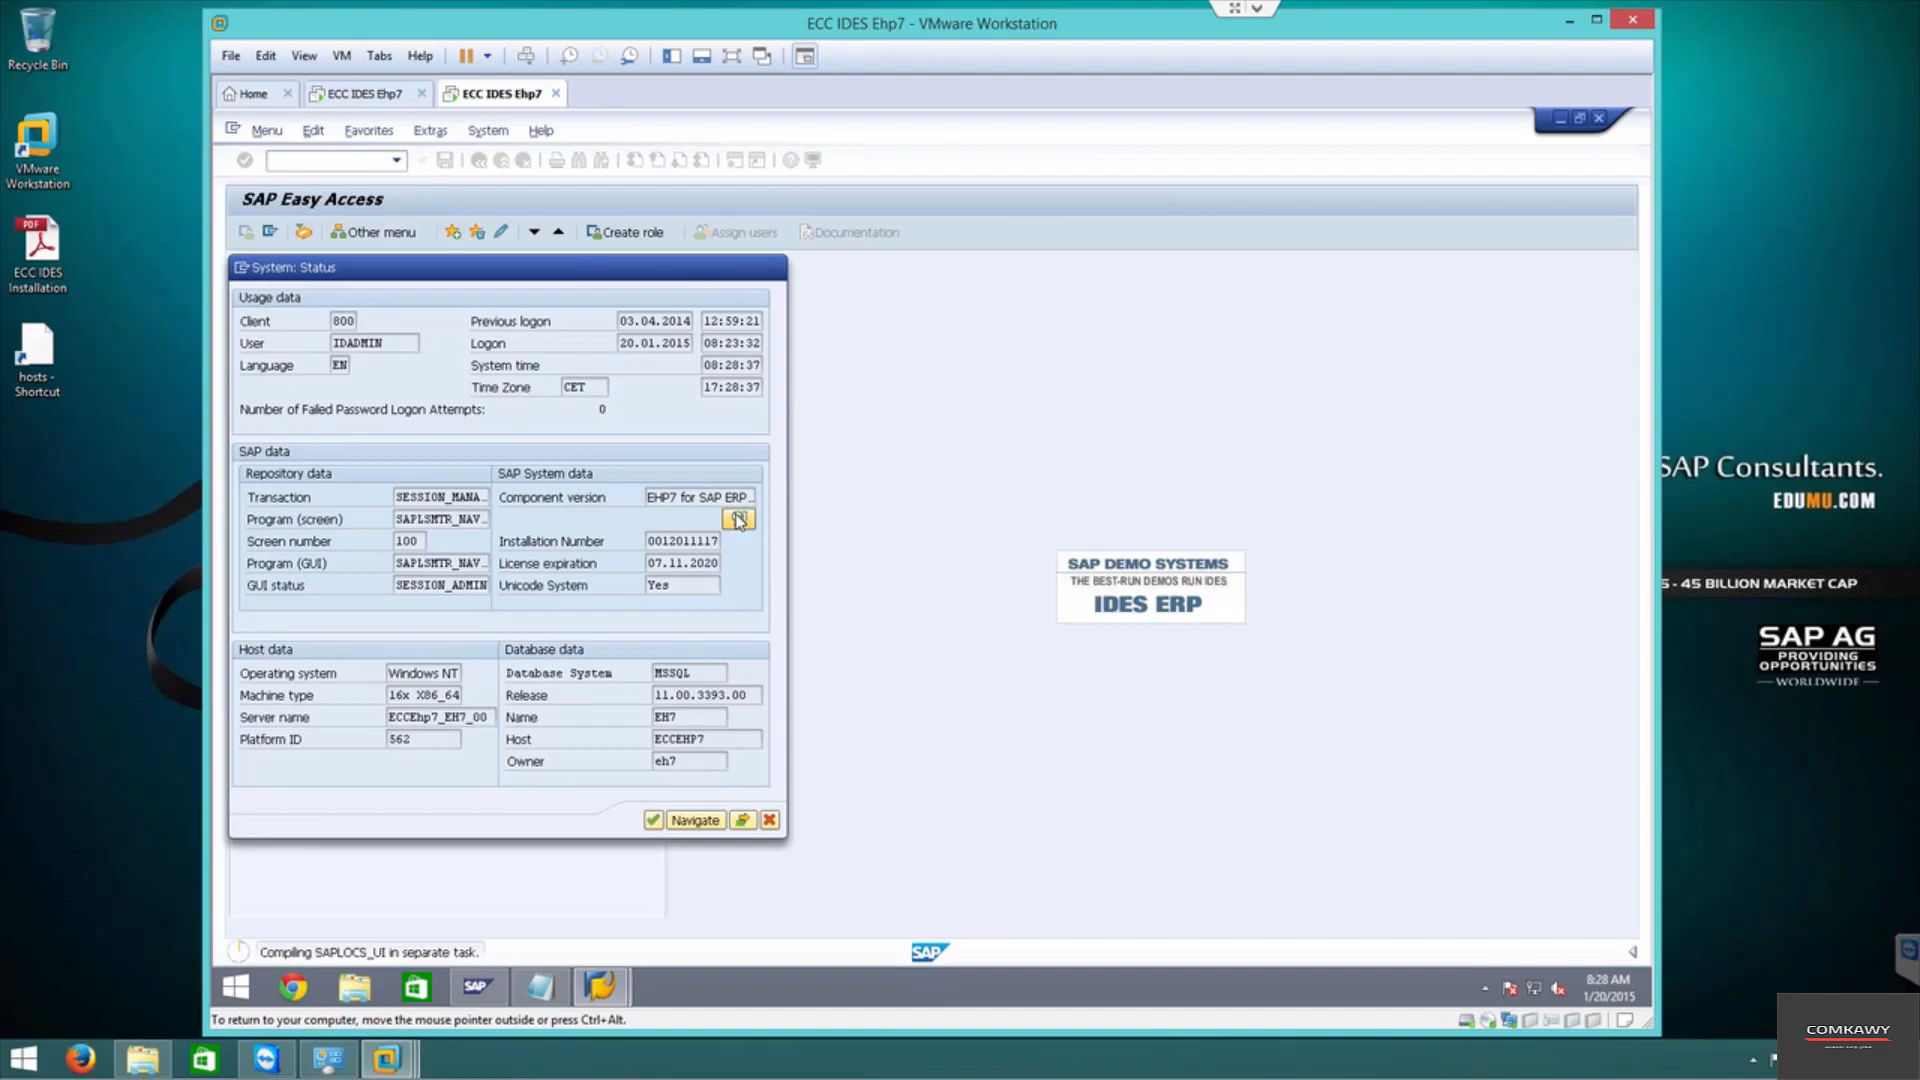 ECC IDES Ehp7 - VMware Workstation
Recycle Bin
File Edit View VM Tabs Help
Home ECC IDES Ehp7 ECC IDES Ehp7
Menu Edit Favorites Extras System Help
VMware
Workstation
SAP Easy Access
PDF
Other menu Create role Assign users Documentation
ECC IDES
Installation
System: Status
Usage data
Client 800 Previous logon 03.04.2014 12:59:21
User IDADMIN Logon 20.01.2015 08:23:32
Language EN System time 08:28:37
hosts -
Shortcut
Time Zone CET 17:28:37
Number of Failed Password Logon Attempts: 0
SAP data
Repository data SAP System data
Transaction SESSION_MANA.. Component version EHP7 for SAP ERP..
Program (screen) SAPLSMTR_NAV..
Screen number 100 Installation Number 0012011117
Program (GUI) SAPLSMTR_NAV.. License expiration 07.11.2020
GUI status SESSION_ADMIN Unicode System Yes
Host data Database data
Operating system Windows NT Database System MSSQL
Machine type 16x X86_64 Release 11.00.3393.00
Server name ECCEhp7_EH7_00 Name EH7
Platform ID 562 Host ECCEHP7
Owner eh7
Navigate
SAP DEMO SYSTEMS
THE BEST-RUN DEMOS RUN IDES
IDES ERP
SAP Consultants.
EDUMU.COM
5 - 45 BILLION MARKET CAP
SAP AG
PROVIDING
OPPORTUNITIES
WORLDWIDE
Compiling SAPLOCS_UI in separate task.
SAP
SAP
8:28 AM
1/20/2015
To return to your computer, move the mouse pointer outside or press Ctrl+Alt.
COMKAWY